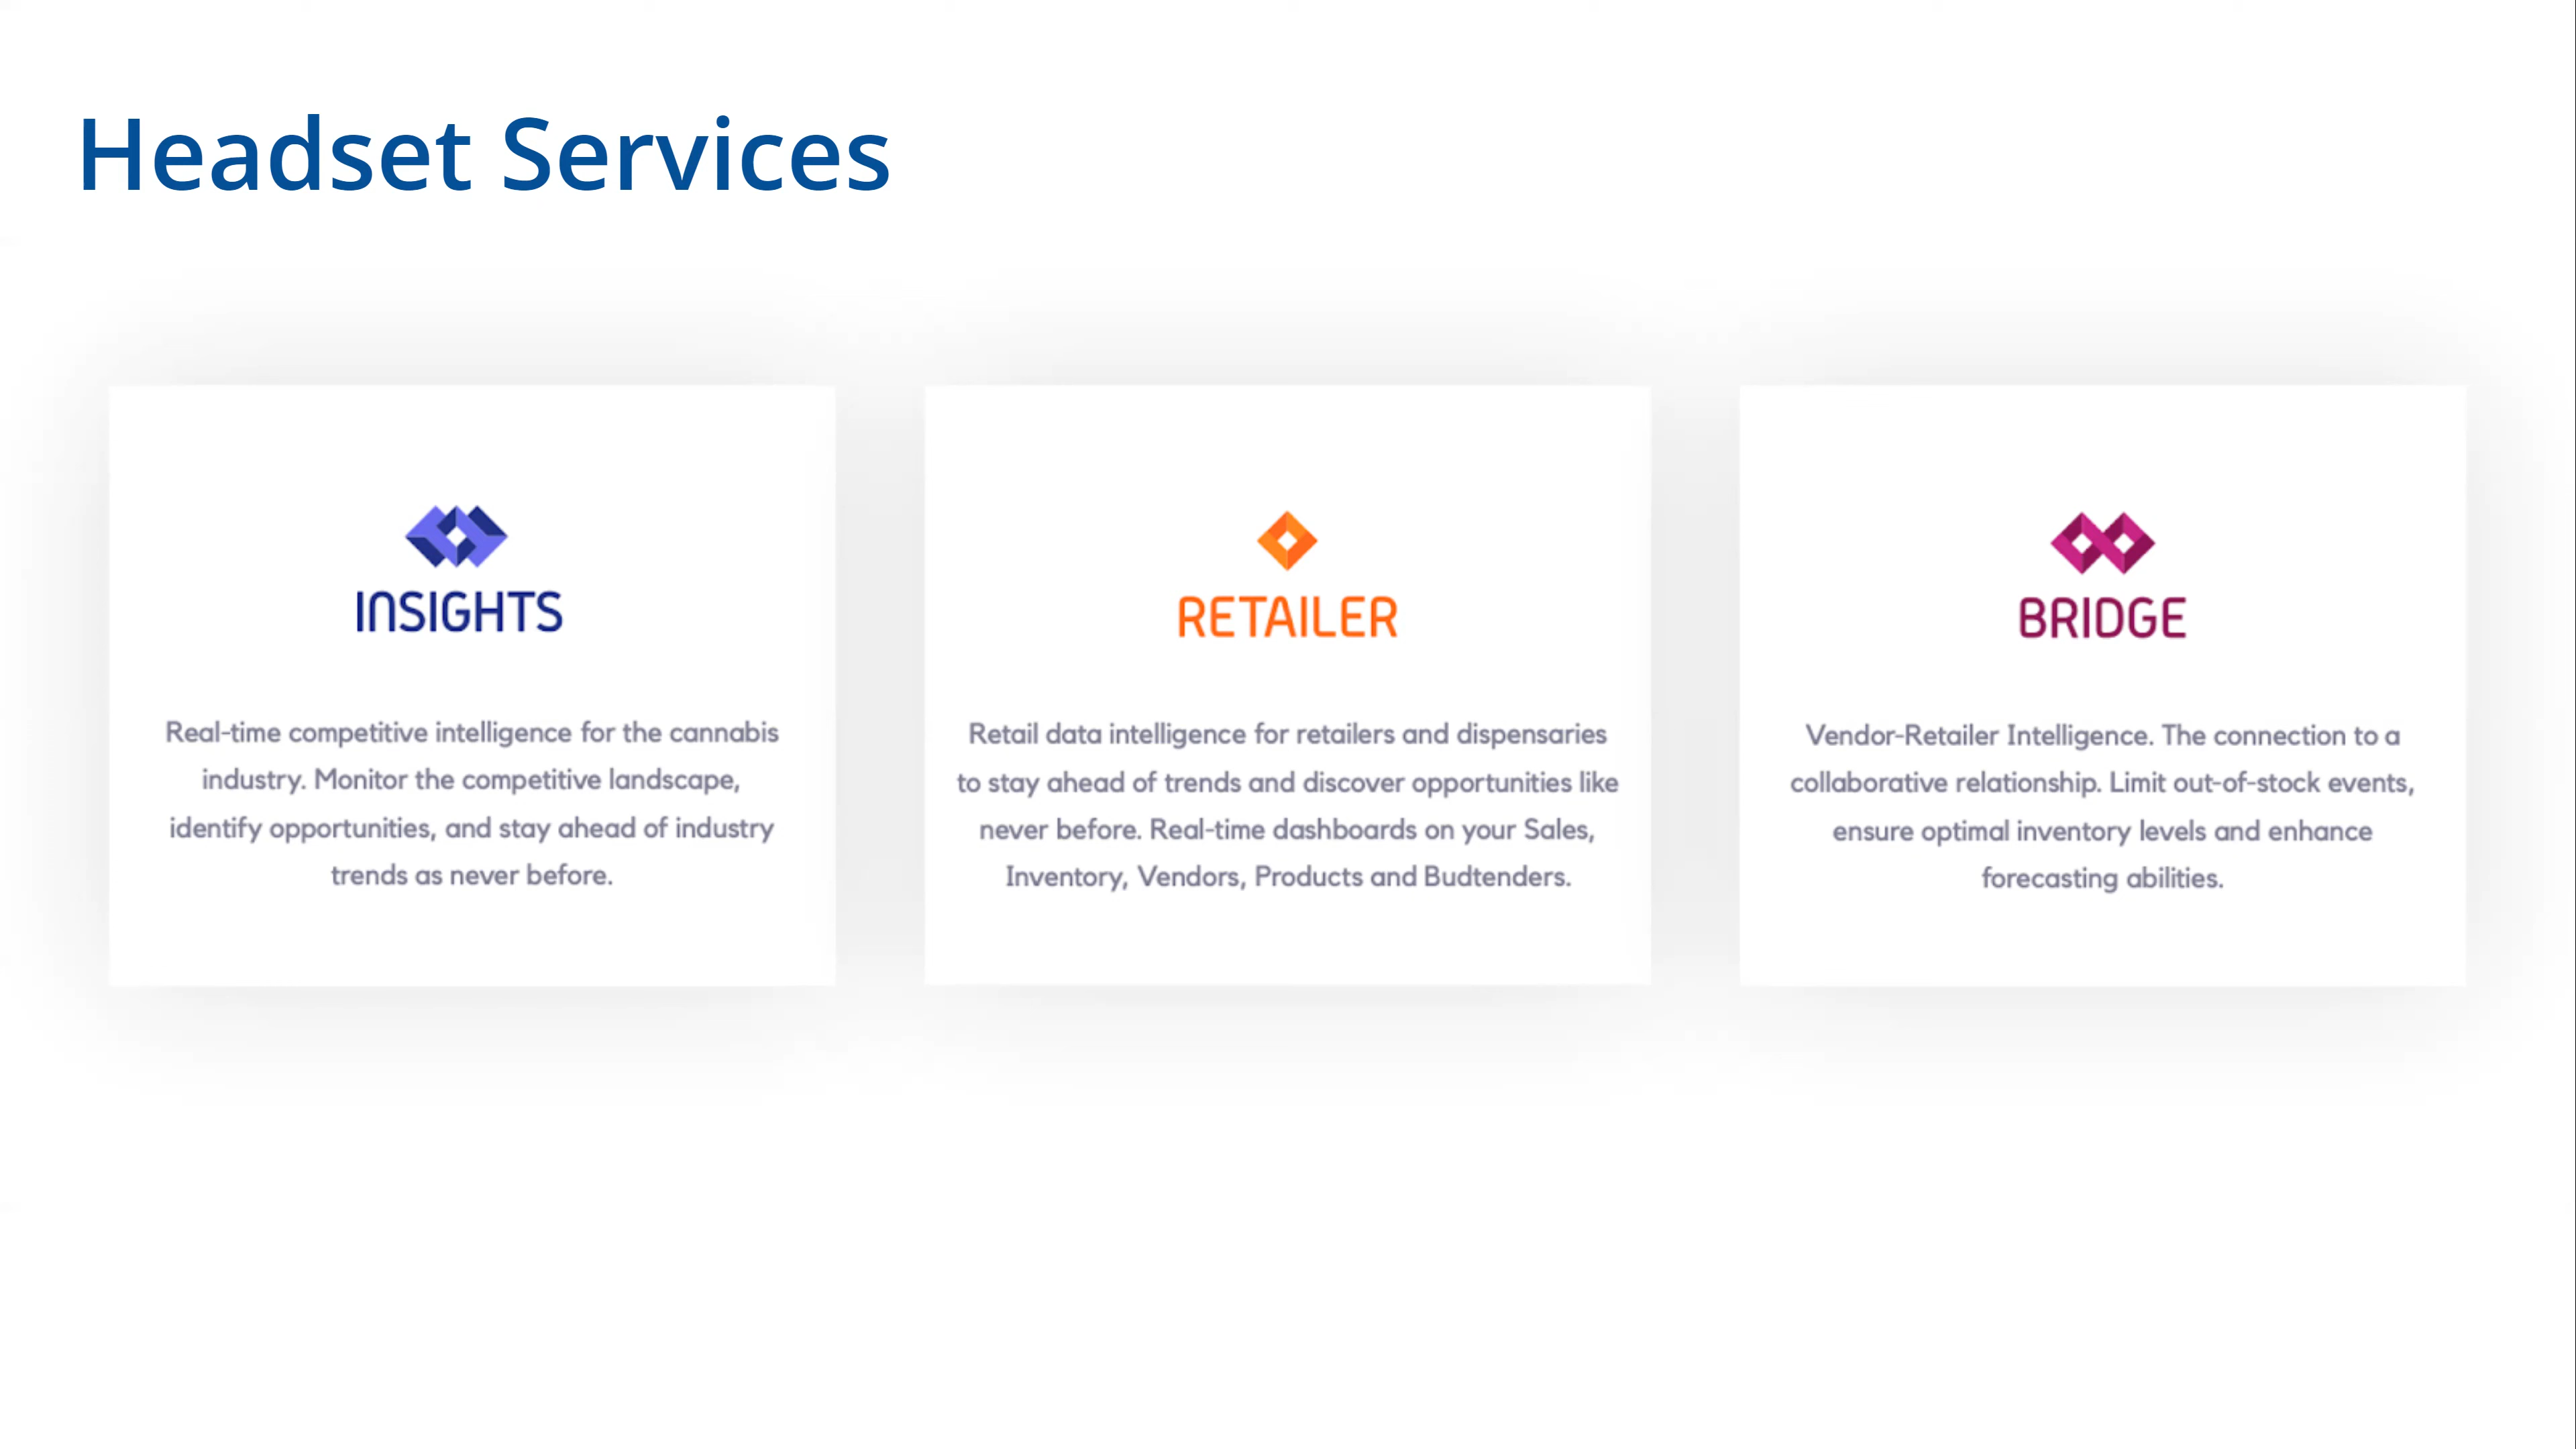 Headset Services
INSIGHTS
Real-time competitive intelligence for the cannabis
industry. Monitor the competitive landscape,
identify opportunities, and stay ahead of industry
trends as never before.
RETAILER
Retail data intelligence for retailers and dispensaries
to stay ahead of trends and discover opportunities like
never before. Real-time dashboards on your Sales,
Inventory, Vendors, Products and Budtenders.
BRIDGE
Vendor-Retailer Intelligence. The connection to a
collaborative relationship. Limit out-of-stock events,
ensure optimal inventory levels and enhance
forecasting abilities.